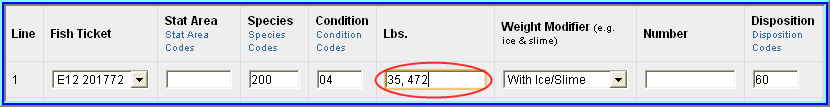 Line Fish Ticket Stat Area Species Condition Lbs. Weight Modifier (e.g. ice & slime) Number Disposition
Stat Area Codes Species Codes Condition Codes Disposition Codes
1 E12 201772 200 04 35, 472 With Ice/Slime 60